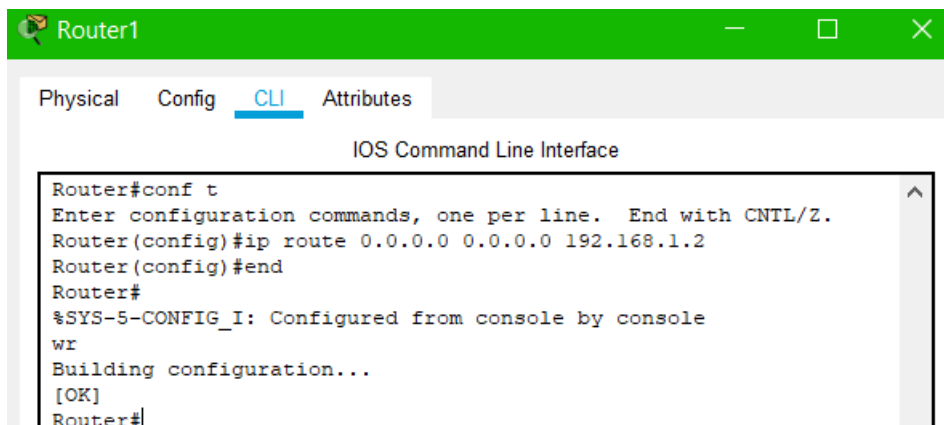 Router1
Physical Config CLI Attributes
IOS Command Line Interface
Router#conf t
Enter configuration commands, one per line.  End with CNTL/Z.
Router(config)#ip route 0.0.0.0 0.0.0.0 192.168.1.2
Router(config)#end
Router#
%SYS-5-CONFIG_I: Configured from console by console
wr
Building configuration...
[OK]
Router#